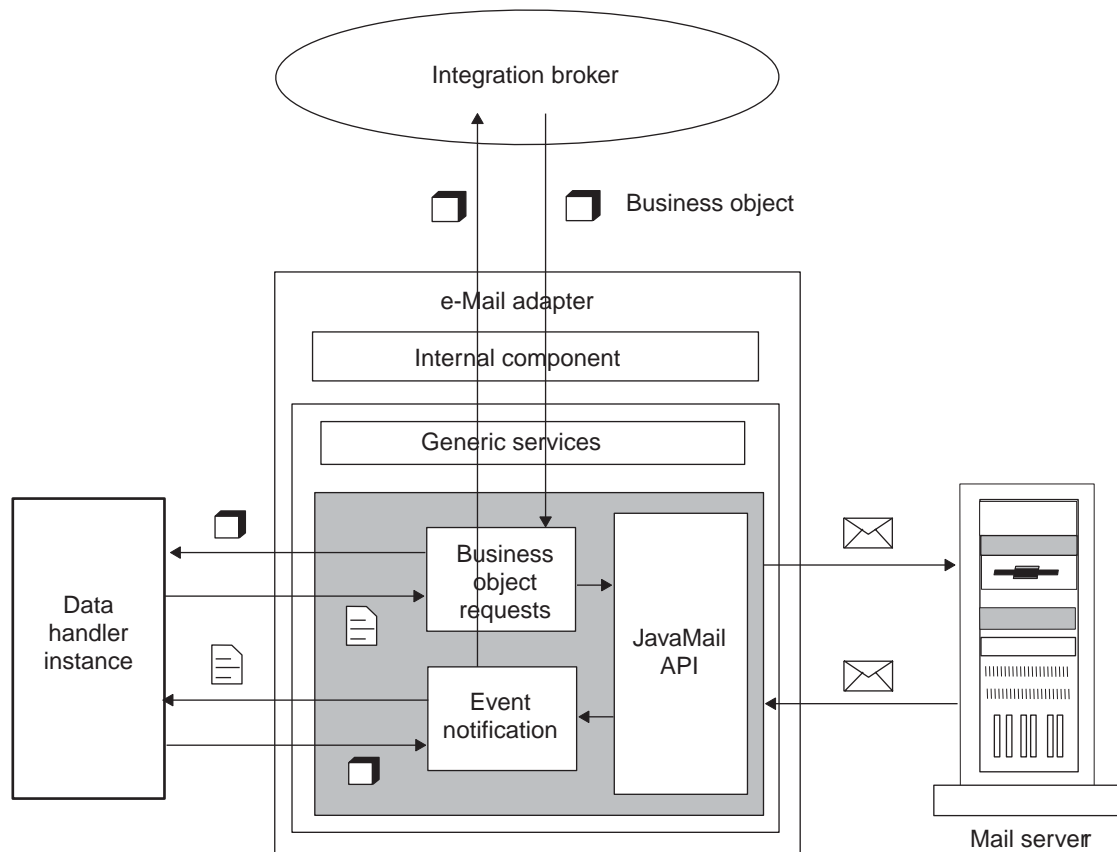 Integration broker
Business object
e-Mail adapter
Internal component
Generic services
Business
object
requests
Data
handler
instance
JavaMail
API
Event
notification
Mail serverr